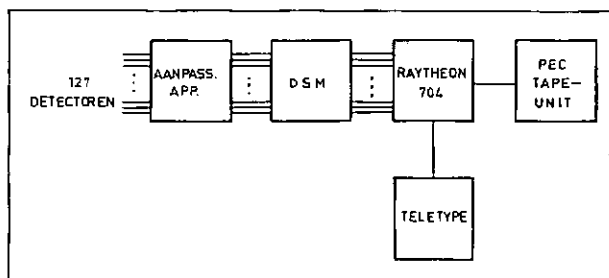 127
DETECTOREN
AANPASS.
APP.
DSM
RAYTHEON
704
PEC
TAPE-
UNIT
TELETYPE